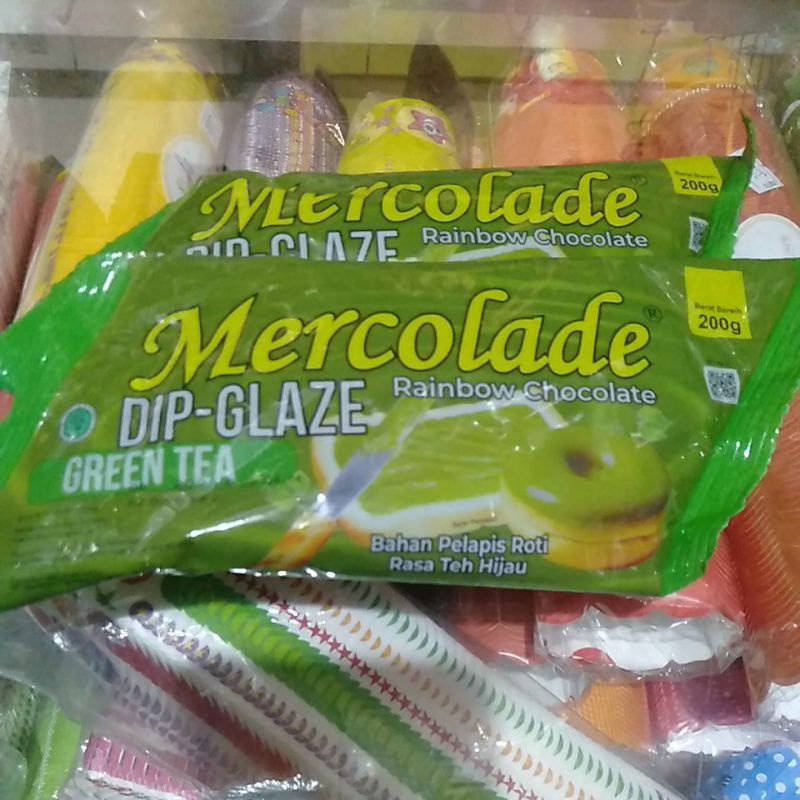 Mercolade
DIP-GLAZE
Rainbow Chocolate
Berat Bersih
200g
Mercolade®
DIP-GLAZE
Rainbow Chocolate
GREEN TEA
Berat Bersih
200g
Bahan Pelapis Roti
Rasa Teh Hijau